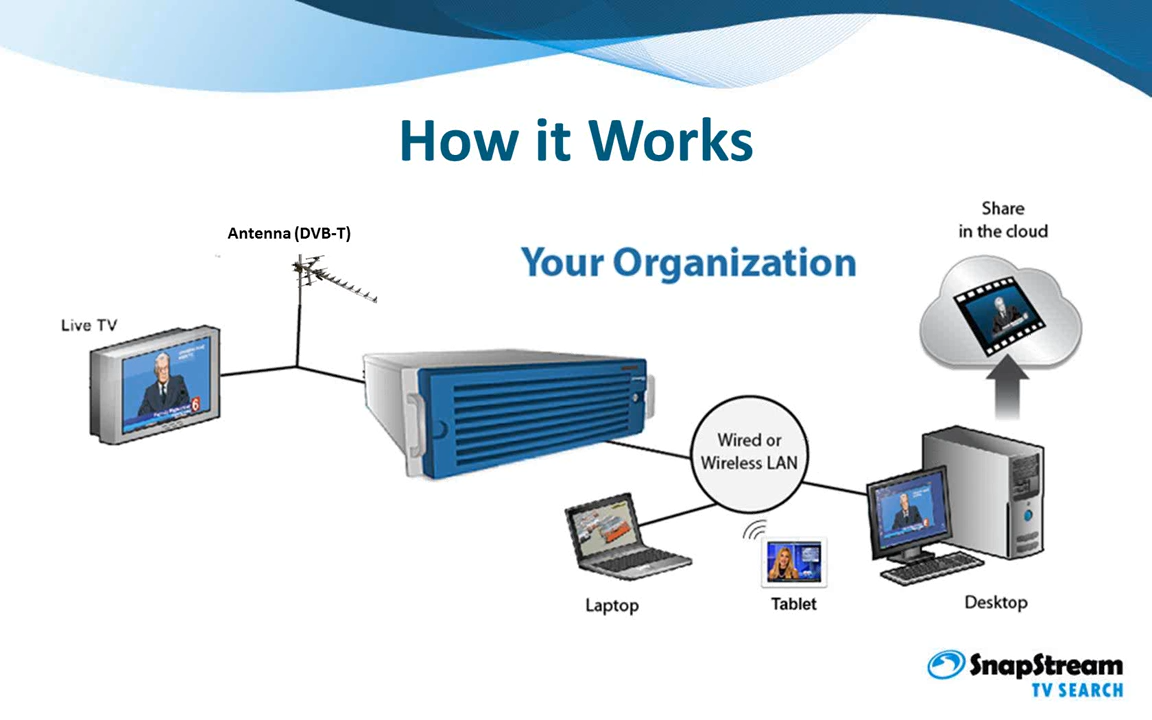 How it Works
Antenna (DVB-T)
Your Organization
Share
in the cloud
Live TV
6
Wired or
Wireless LAN
Laptop
Tablet
Desktop
SnapStream
TV SEARCH